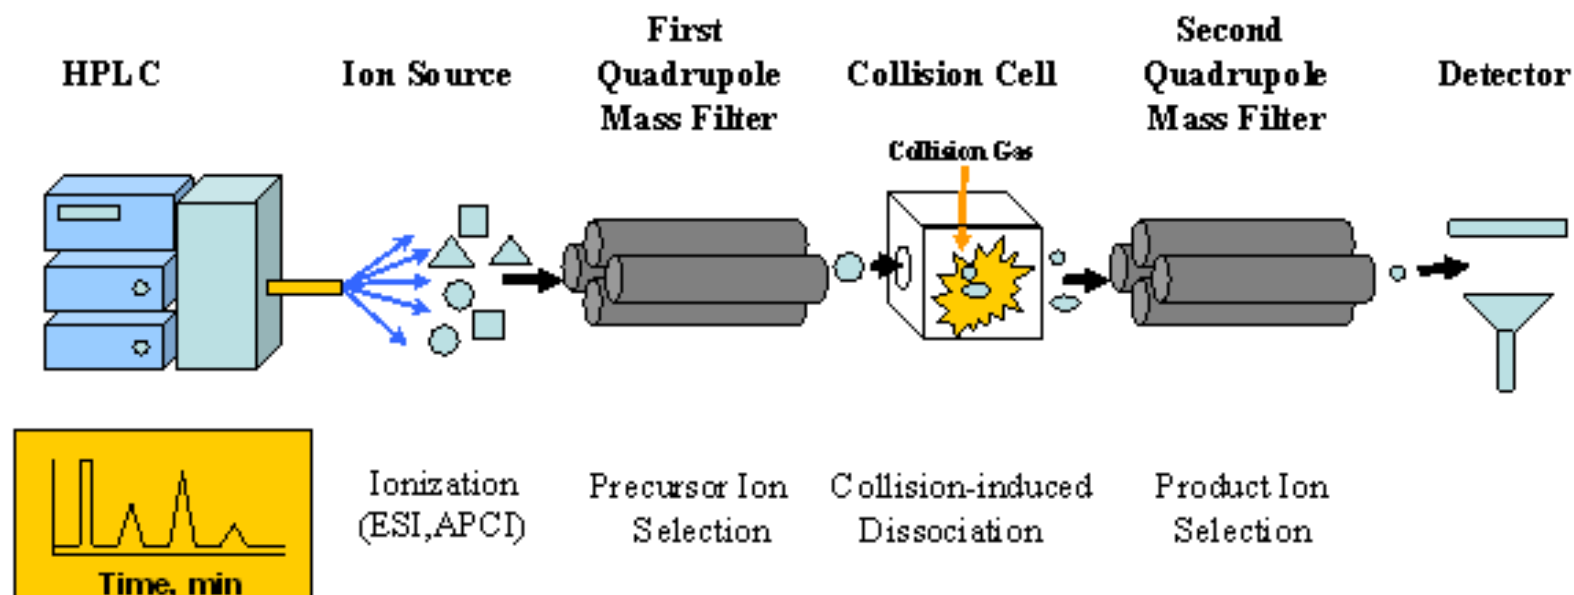 HPLC
Ion Source
First
Quadrupole
Mass Filter
Collision Cell
Second
Quadrupole
Mass Filter
Detector
Collision Gas
Time, min
Ionization
(ESI,APCI)
Precursor Ion
Selection
Collision-induced
Dissociation
Product Ion
Selection